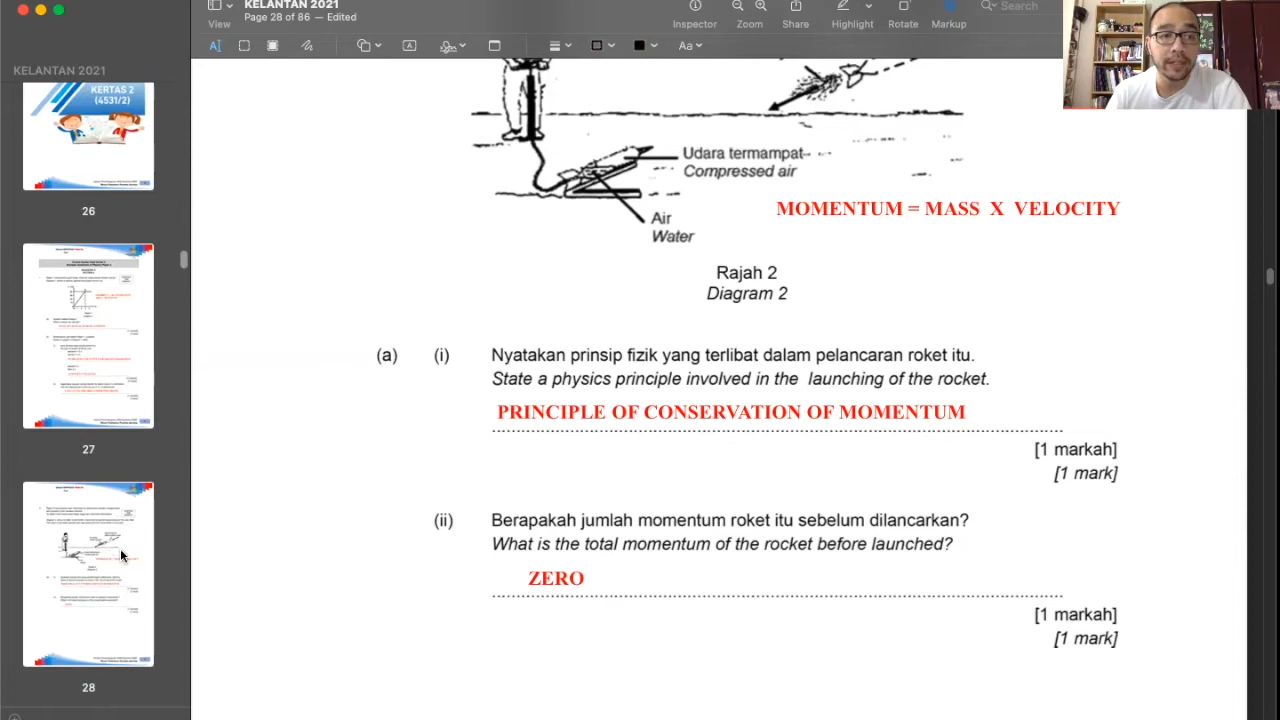 KELANTAN 2021
Page 28 of 86 — Edited
View
Inspector
Zoom
Share
Highlight
Rotate
Markup
Search
KELANTAN 2021
KERTAS 2
(4531/2)
26
27
28
Udara termampat
Compressed air
MOMENTUM = MASS X VELOCITY
Air
Water
Rajah 2
Diagram 2
(a) (i) Nyatakan prinsip fizik yang terlibat dalam pelancaran roket itu.
State a physics principle involved in the launching of the rocket.
PRINCIPLE OF CONSERVATION OF MOMENTUM
[1 markah]
[1 mark]
(ii) Berapakah jumlah momentum roket itu sebelum dilancarkan?
What is the total momentum of the rocket before launched?
ZERO
[1 markah]
[1 mark]